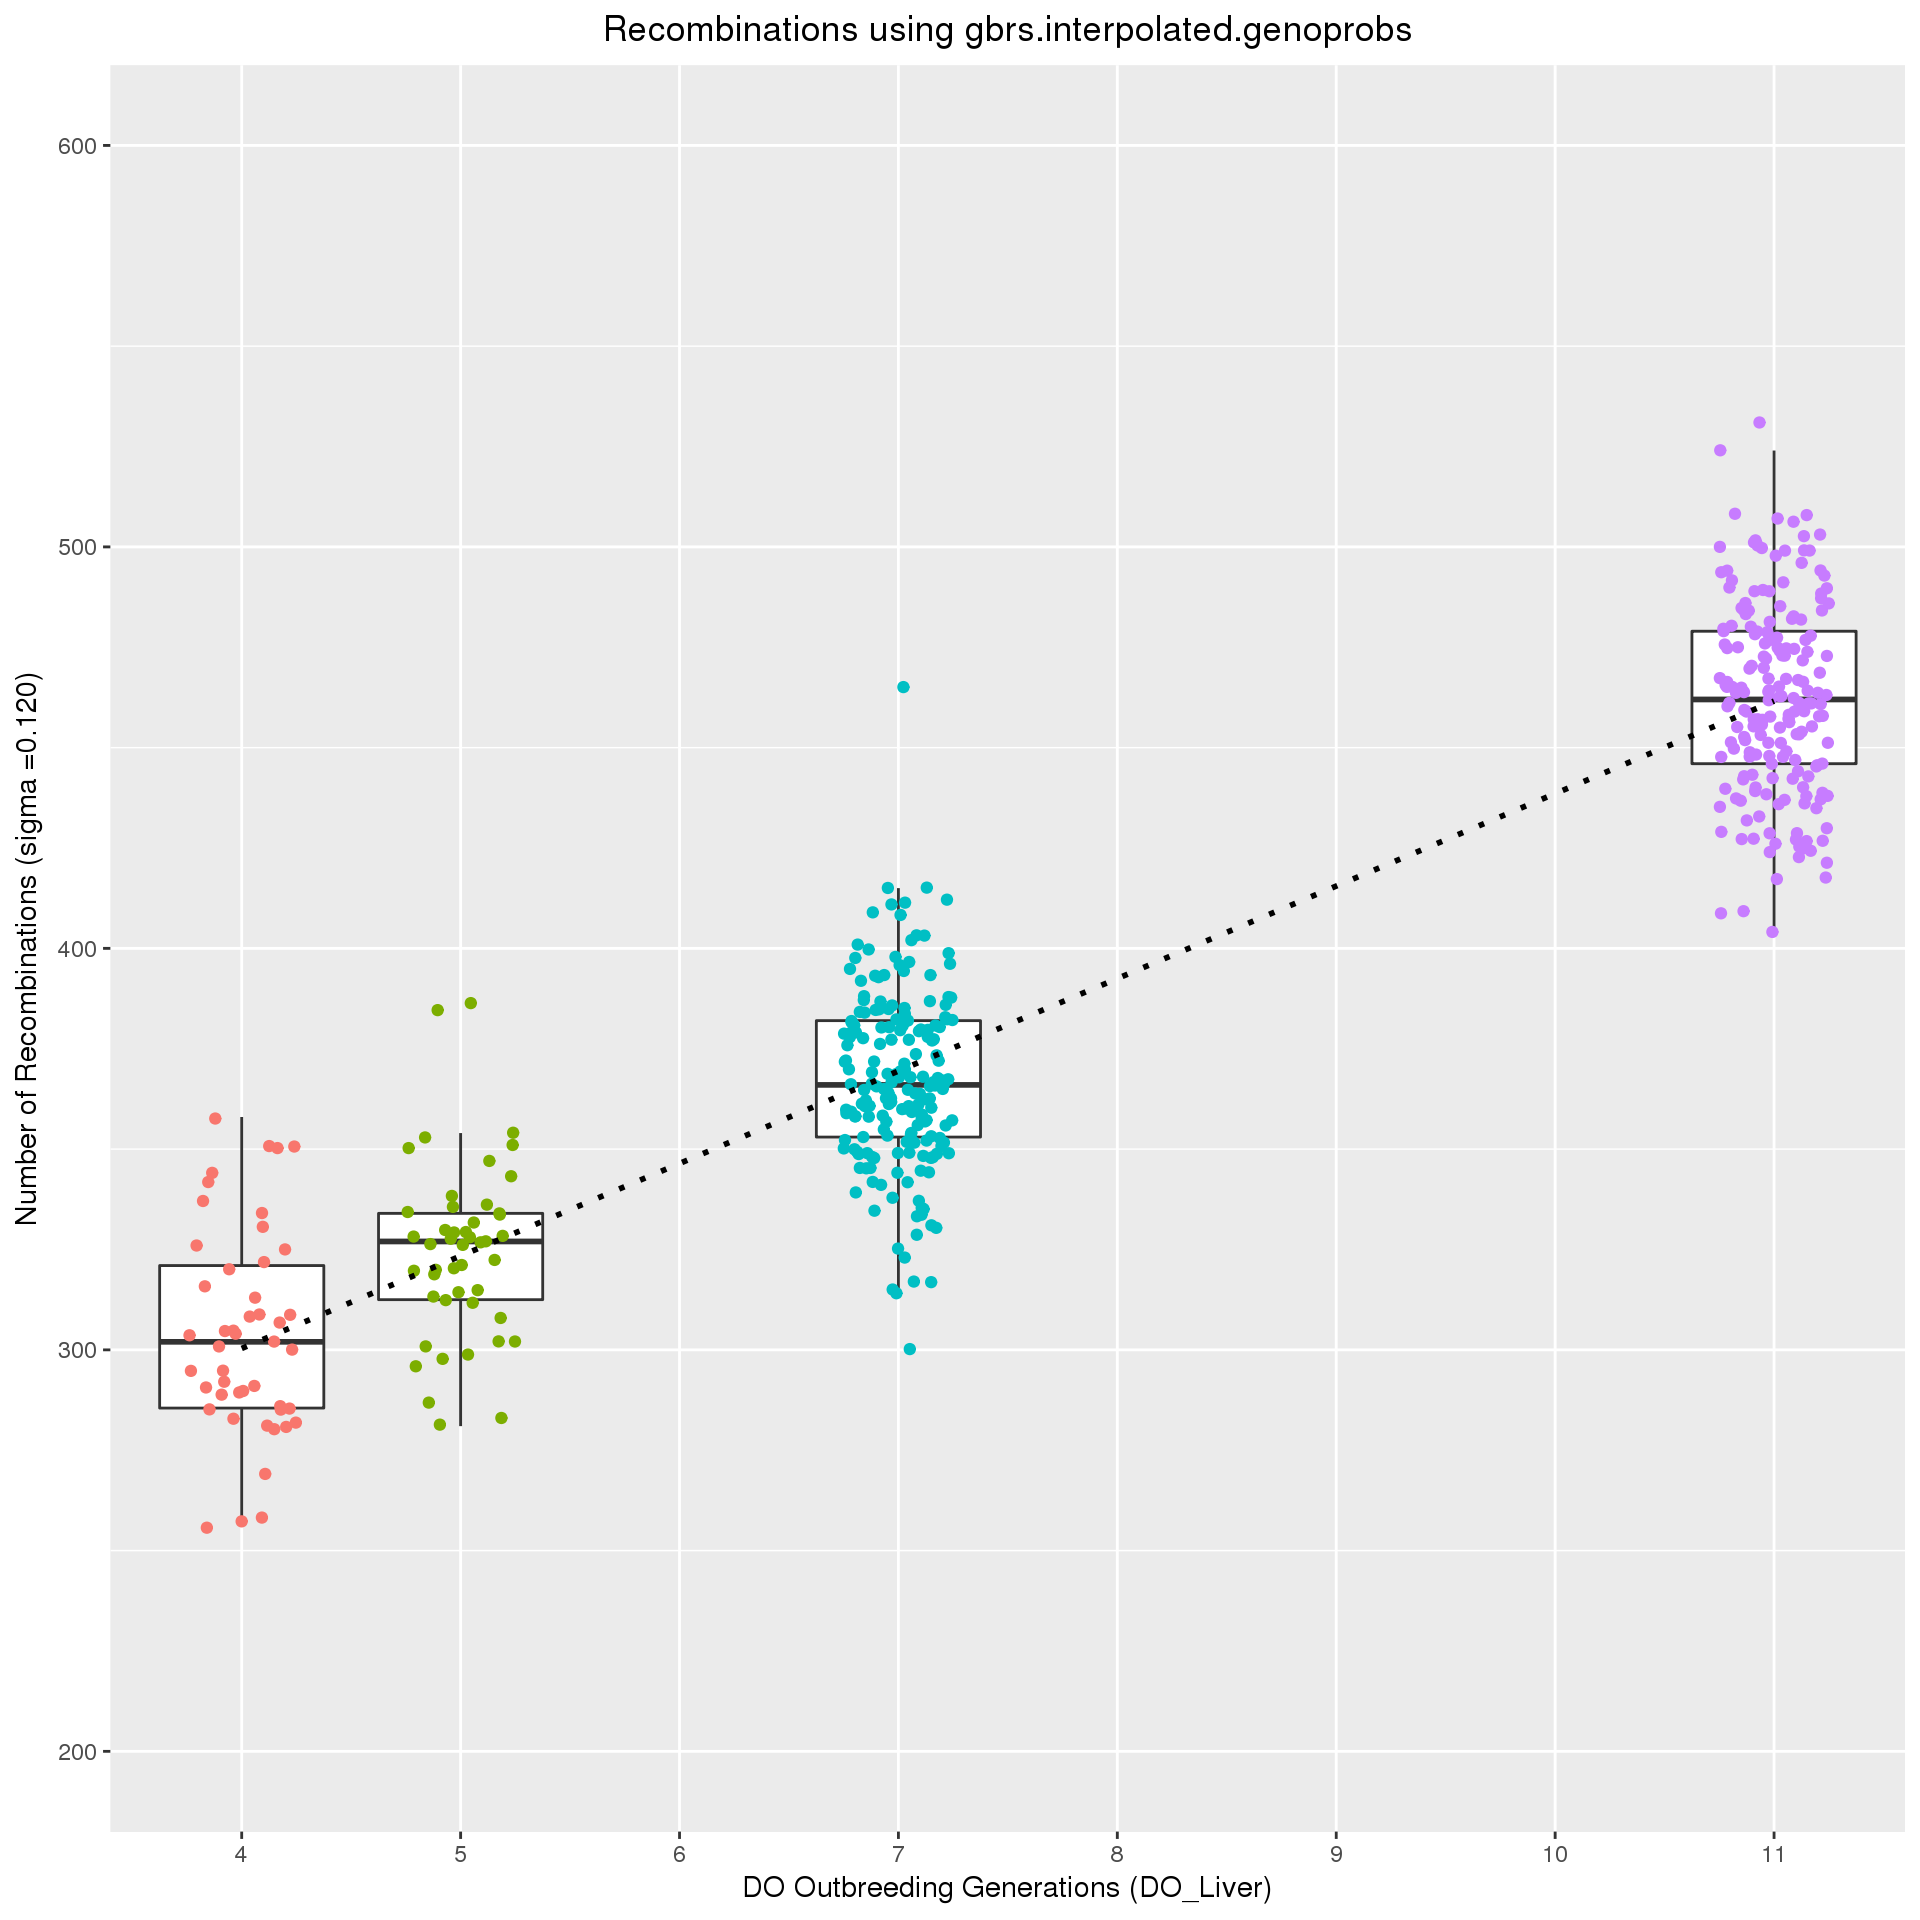 Recombinations using gbrs.interpolated.genoprobs
Number of Recombinations (sigma =0.120)
600
500
400
300
200
4 5 6 7 8 9 10 11
DO Outbreeding Generations (DO_Liver)